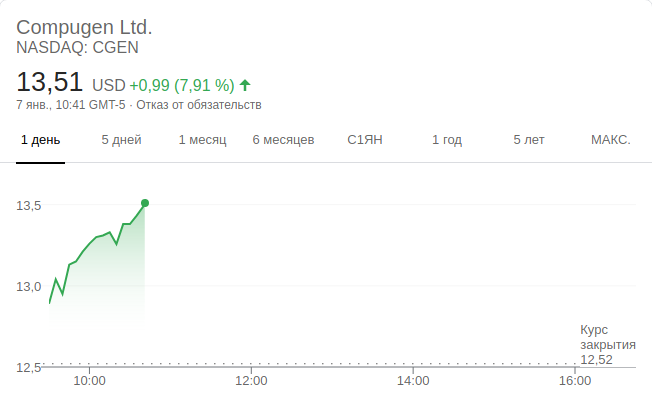 Compugen Ltd.
NASDAQ: CGEN
13,51 USD +0,99 (7,91 %)
7 янв., 10:41 GMT-5 · Отказ от обязательств
1 день 5 дней 1 месяц 6 месяцев С1ЯН 1 год 5 лет МАКС.
13,5
13,0
Курс
закрытия
12,52
12,5
10:00 12:00 14:00 16:00